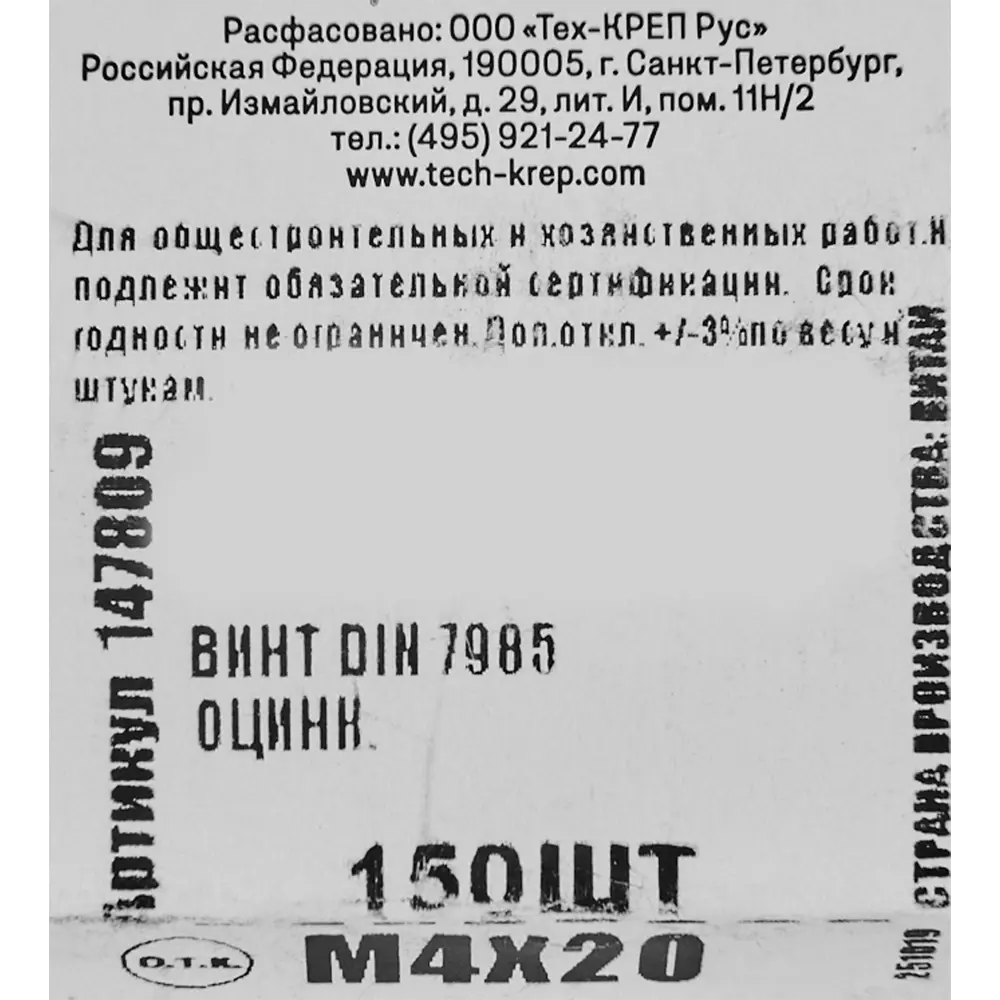 Расфасовано: ООО «Тех-КРЕП Рус»
Российская Федерация, 190005, г. Санкт-Петербург,
пр. Измайловский, д. 29, лит. И, пом. 11Н/2
тел.: (495) 921-24-77
www.tech-krep.com
Для общестроительных и хозяйственных работ. Н
подлежит обязательной сертификации. Срок
годности не ограничен. Доп.откл. +/-3% по весу и
штукам.
Артикул 147809
СТРАНА ПРОИЗВОДСТВА: КИТАЙ
ВИНТ DIN 7985
ОЦИНК.
150ШТ
М4Х20
О.Т.К.
251019